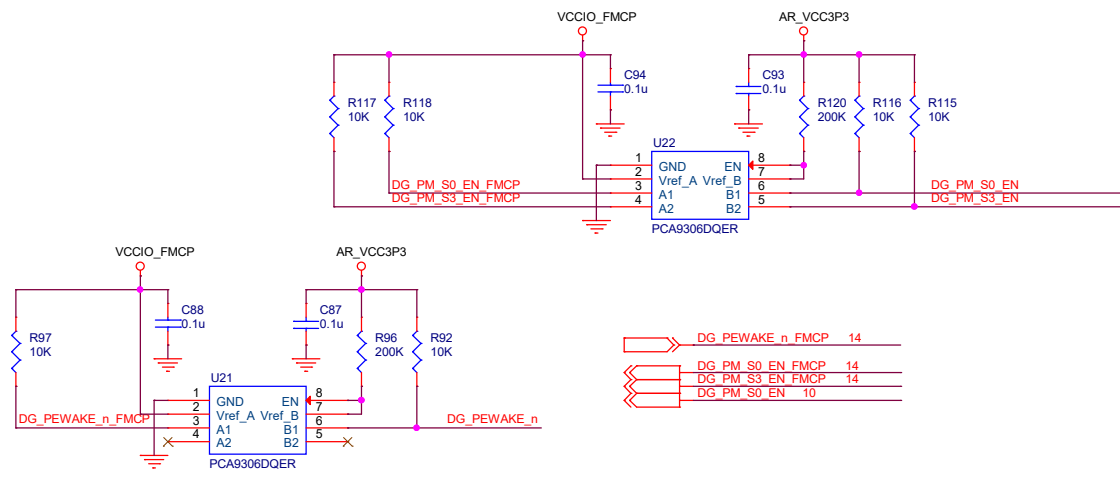 VCCIO_FMCP
AR_VCC3P3
C94
0.1u
C93
0.1u
R117
10K
R118
10K
R120
200K
R116
10K
R115
10K
U22
1 GND EN 8
2 Vref_A Vref_B 7
3 A1 B1 6
4 A2 B2 5
PCA9306DQER
DG_PM_S0_EN_FMCP
DG_PM_S3_EN_FMCP
DG_PM_S0_EN
DG_PM_S3_EN
VCCIO_FMCP
AR_VCC3P3
C88
0.1u
C87
0.1u
R97
10K
R96
200K
R92
10K
U21
1 GND EN 8
2 Vref_A Vref_B 7
3 A1 B1 6
4 A2 B2 5
PCA9306DQER
DG_PEWAKE_n_FMCP
DG_PEWAKE_n
DG_PEWAKE_n_FMCP 14
DG_PM_S0_EN_FMCP 14
DG_PM_S3_EN_FMCP 14
DG_PM_S0_EN 10